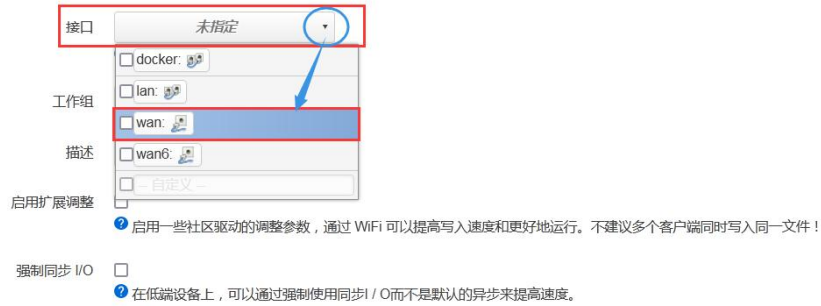 接口 未指定
docker:
lan:
工作组
wan:
描述 wan6:
-- 自定义 --
启用扩展调整
启用一些社区驱动的调整参数，通过 WiFi 可以提高写入速度和更好地运行。不建议多个客户端同时写入同一文件！
强制同步 I/O
在低端设备上，可以通过强制使用同步I / O而不是默认的异步来提高速度。